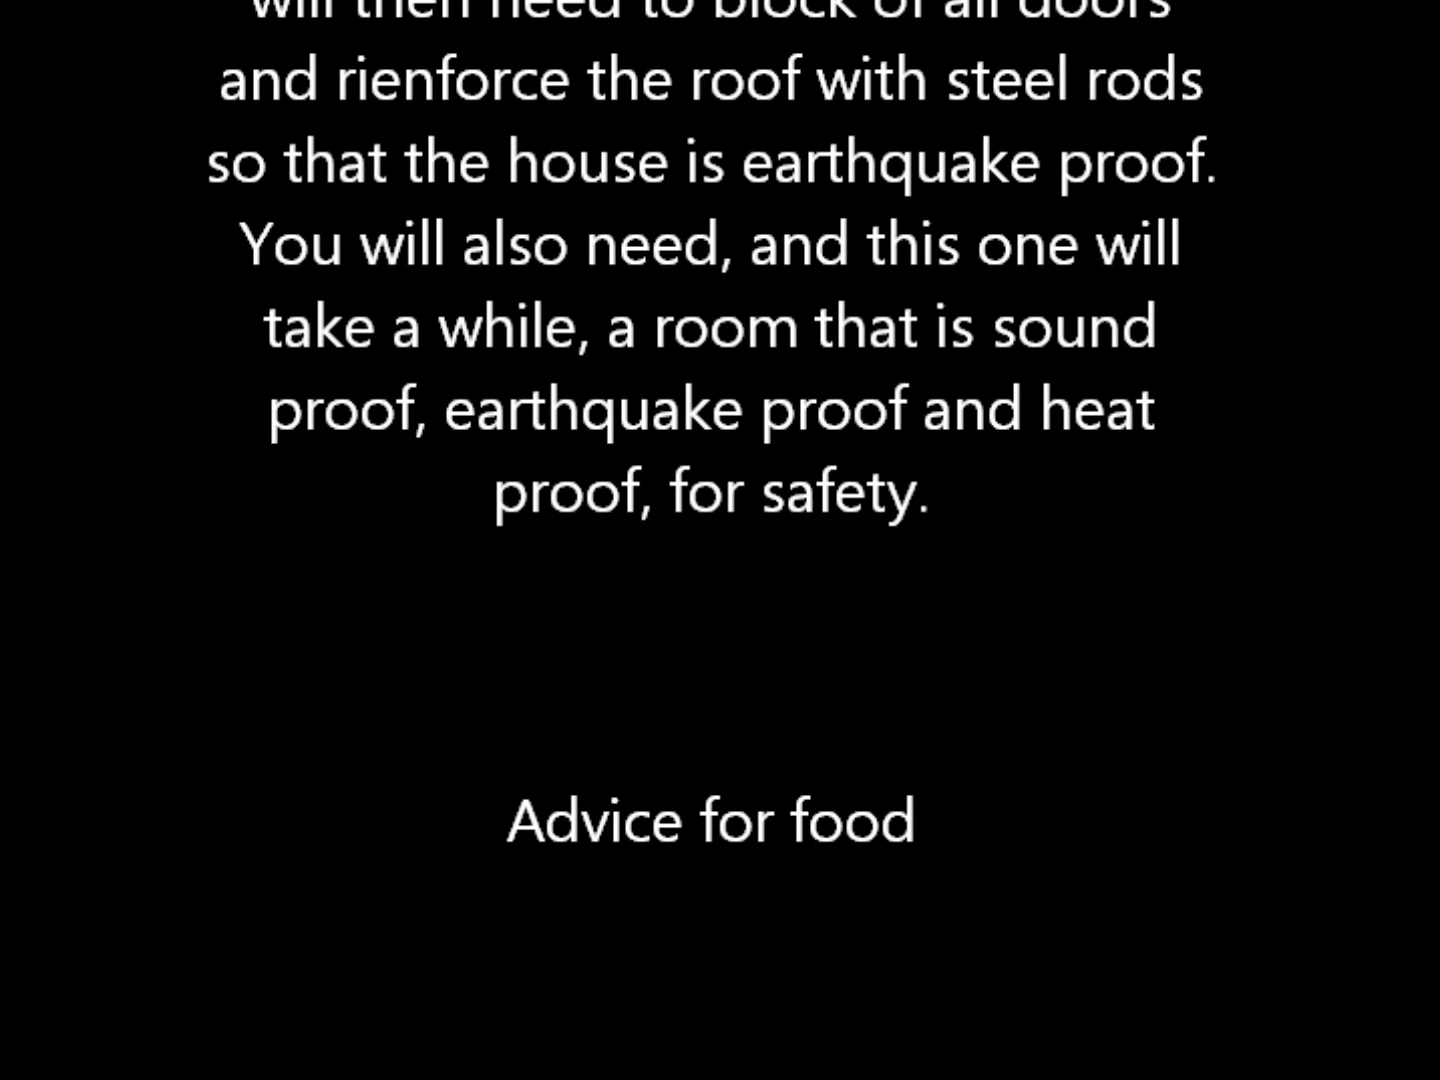 will then need to block of all doors
and rienforce the roof with steel rods
so that the house is earthquake proof.
You will also need, and this one will
take a while, a room that is sound
proof, earthquake proof and heat
proof, for safety.
Advice for food